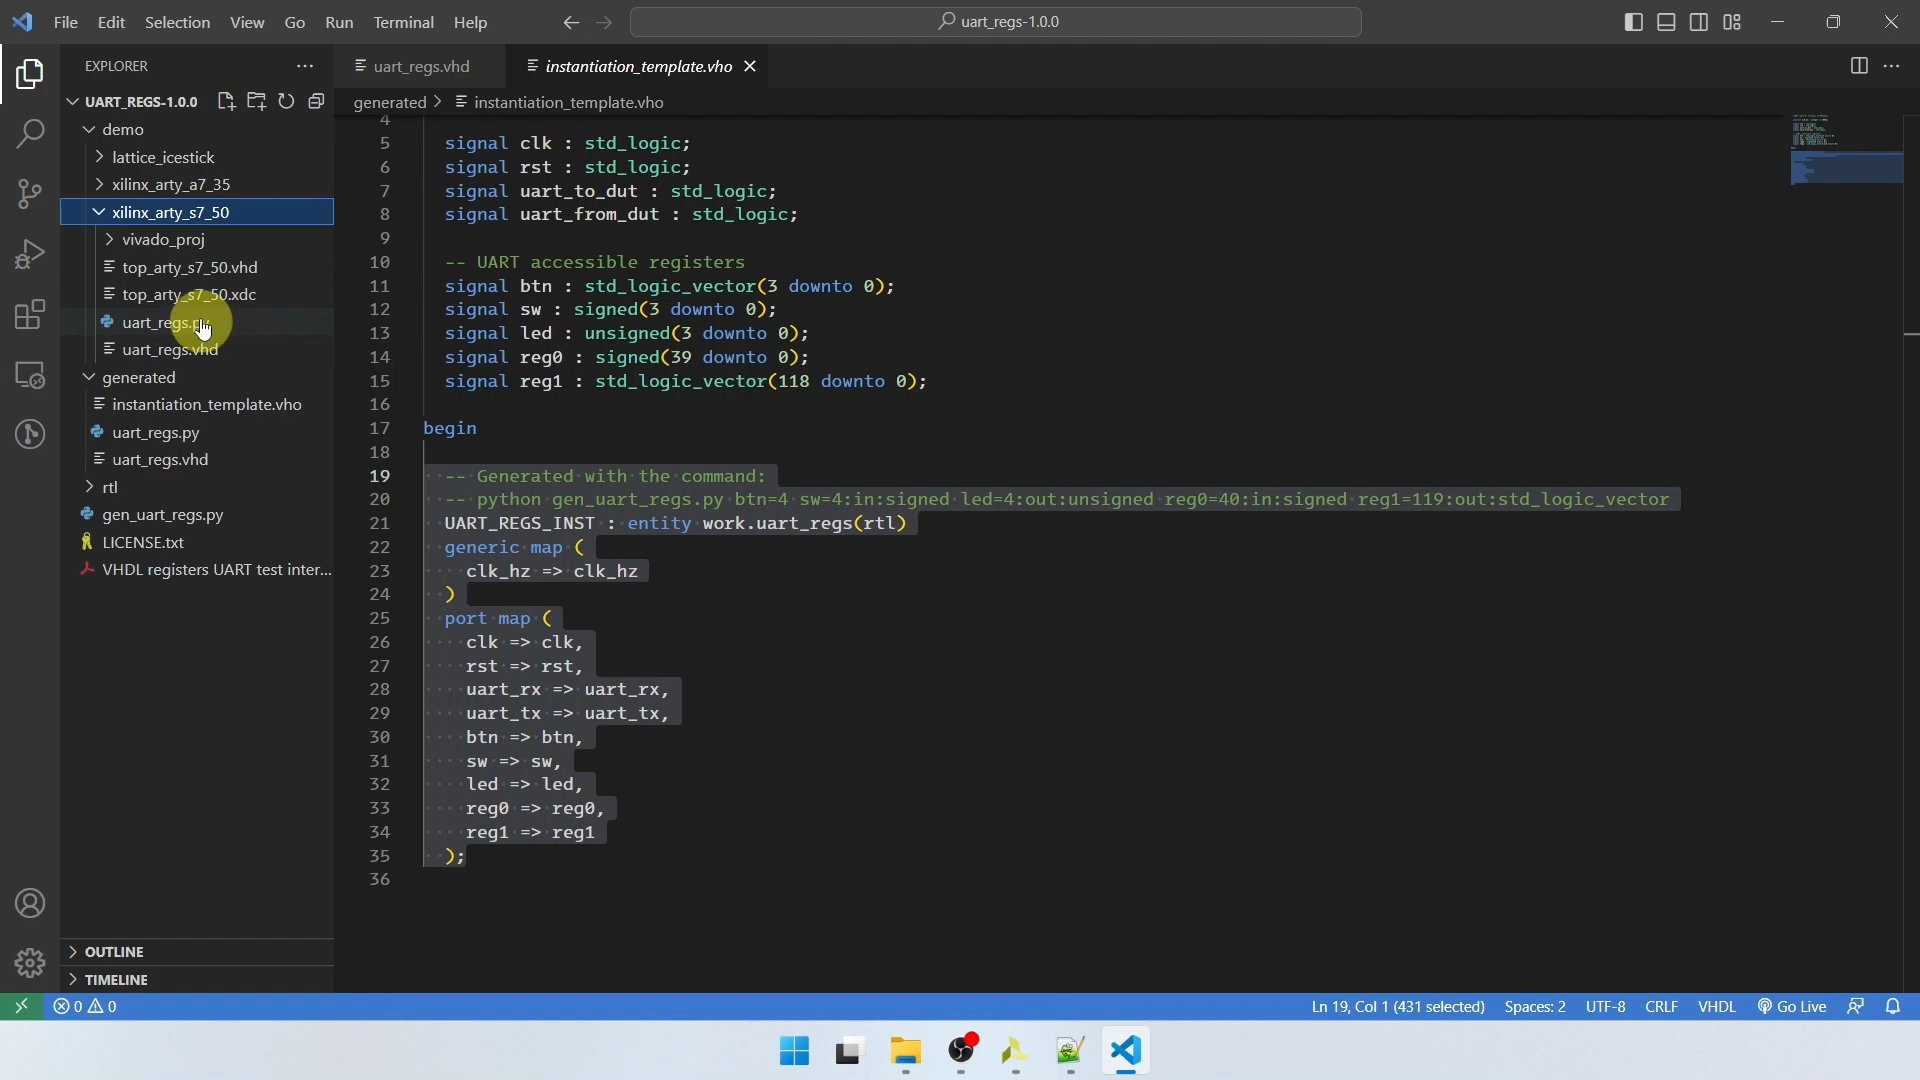 File Edit Selection View Go Run Terminal Help
uart_regs-1.0.0
EXPLORER
UART_REGS-1.0.0
demo
lattice_icestick
xilinx_arty_a7_35
xilinx_arty_s7_50
vivado_proj
top_arty_s7_50.vhd
top_arty_s7_50.xdc
uart_regs.py
uart_regs.vhd
generated
instantiation_template.vho
uart_regs.py
uart_regs.vhd
rtl
gen_uart_regs.py
LICENSE.txt
VHDL registers UART test inter...
OUTLINE
TIMELINE
uart_regs.vhd instantiation_template.vho
generated > instantiation_template.vho
4
5 signal clk : std_logic;
6 signal rst : std_logic;
7 signal uart_to_dut : std_logic;
8 signal uart_from_dut : std_logic;
9
10 -- UART accessible registers
11 signal btn : std_logic_vector(3 downto 0);
12 signal sw : signed(3 downto 0);
13 signal led : unsigned(3 downto 0);
14 signal reg0 : signed(39 downto 0);
15 signal reg1 : std_logic_vector(118 downto 0);
16
17 begin
18
19 -- Generated with the command:
20 -- python gen_uart_regs.py btn=4 sw=4:in:signed led=4:out:unsigned reg0=40:in:signed reg1=119:out:std_logic_vector
21 UART_REGS_INST : entity work.uart_regs(rtl)
22 generic map (
23 clk_hz => clk_hz
24 )
25 port map (
26 clk => clk,
27 rst => rst,
28 uart_rx => uart_rx,
29 uart_tx => uart_tx,
30 btn => btn,
31 sw => sw,
32 led => led,
33 reg0 => reg0,
34 reg1 => reg1
35 );
36
0 0 Ln 19, Col 1 (431 selected) Spaces: 2 UTF-8 CRLF VHDL Go Live